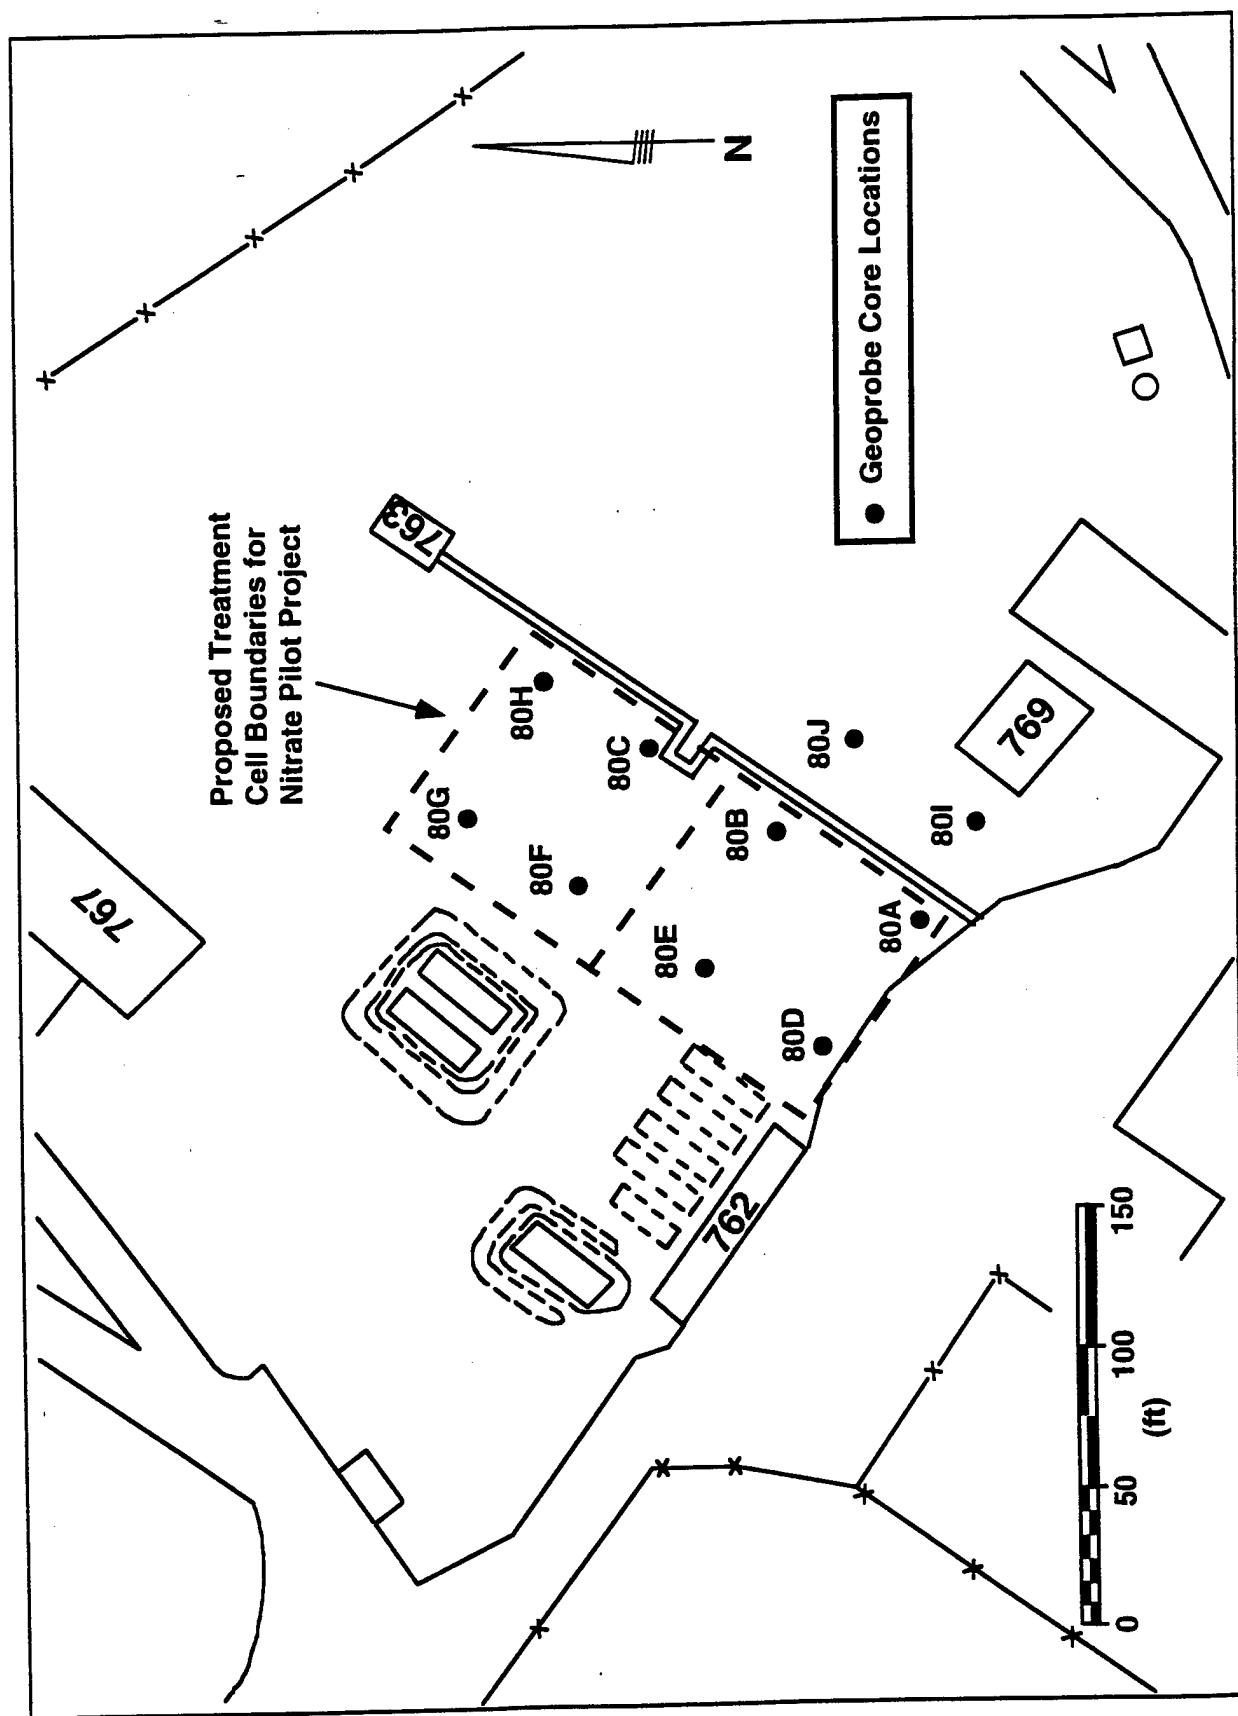 Proposed Treatment
Cell Boundaries for
Nitrate Pilot Project
767
763
N
80G
80H
80F
80C
80E
80B
80J
80D
80A
80I
762
769
Geoprobe Core Locations
0
50
100
150
(ft)